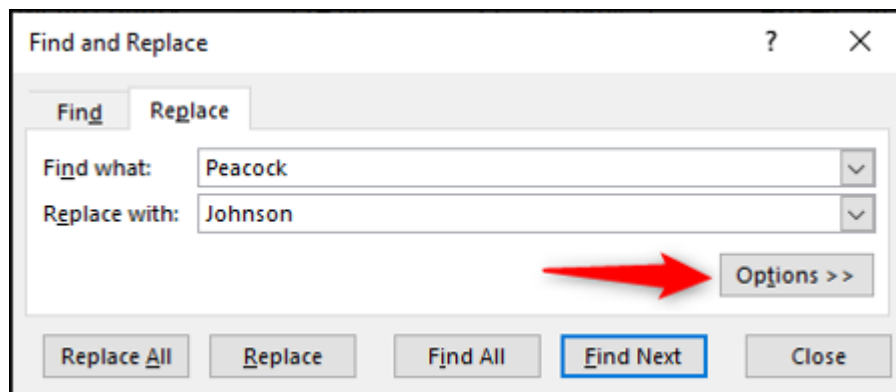 Find and Replace ?
Find Replace
Find what: Peacock
Replace with: Johnson
Options >>
Replace All Replace Find All Find Next Close